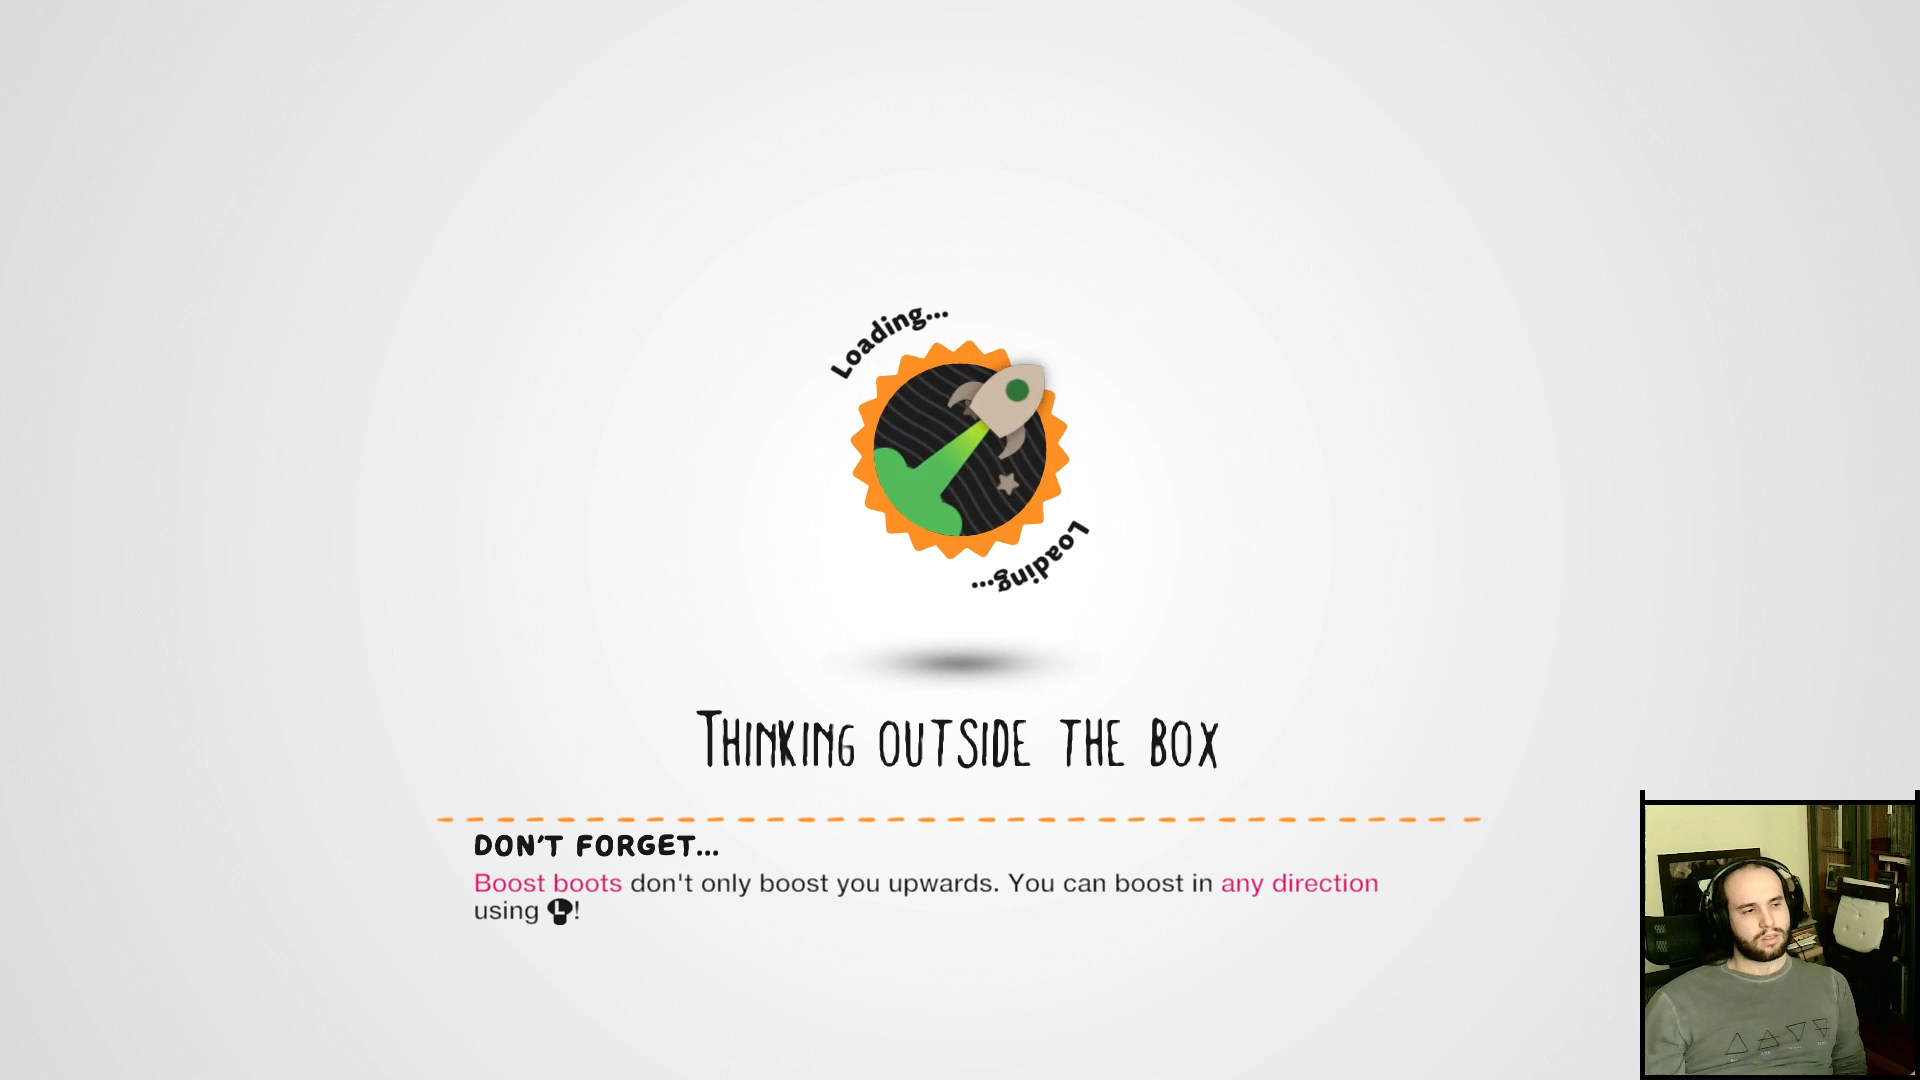 Loading...
Loading...
THINKING OUTSIDE THE BOX
DON'T FORGET...
Boost boots don't only boost you upwards. You can boost in any direction
using L!